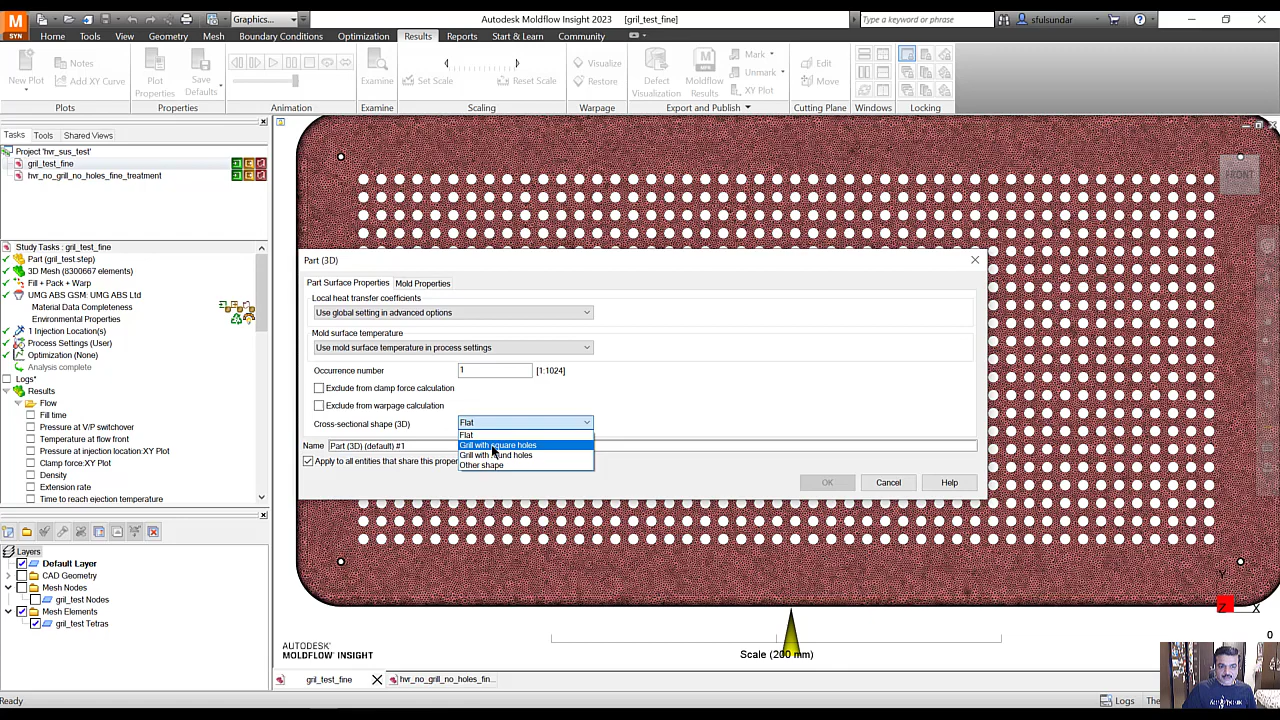 M
SYN
Graphics...
Autodesk Moldflow Insight 2023 [gril_test_fine]
Type a keyword or phrase
sfulsundar
Home
Tools
View
Geometry
Mesh
Boundary Conditions
Optimization
Results
Reports
Start & Learn
Community
New Plot
Notes
Add XY Curve
Plot Properties
Save Defaults
Examine
Set Scale
Reset Scale
Visualize
Restore
Defect Visualization
Moldflow Results
Mark
Unmark
XY Plot
Edit
Move
Plots
Properties
Animation
Examine
Scaling
Warpage
Export and Publish
Cutting Plane
Windows
Locking
Tasks
Tools
Shared Views
Project 'hvr_sus_test'
gril_test_fine
hvr_no_grill_no_holes_fine_treatment
Study Tasks : gril_test_fine
Part (gril_test.step)
3D Mesh (8300667 elements)
Fill + Pack + Warp
UMG ABS GSM: UMG ABS Ltd
Material Data Completeness
Environmental Properties
1 Injection Location(s)
Process Settings (User)
Optimization (None)
Analysis complete
Logs*
Results
Flow
Fill time
Pressure at V/P switchover
Temperature at flow front
Pressure at injection location:XY Plot
Clamp force:XY Plot
Density
Extrusion rate
Time to reach ejection temperature
Layers
Default Layer
CAD Geometry
Mesh Nodes
gril_test Nodes
Mesh Elements
gril_test Tetras
FRONT
Part (3D)
Part Surface Properties
Mold Properties
Local heat transfer coefficients
Use global setting in advanced options
Mold surface temperature
Use mold surface temperature in process settings
Occurrence number
1
[1:1024]
Exclude from clamp force calculation
Exclude from warpage calculation
Cross-sectional shape (3D)
Flat
Flat
Grill with square holes
Grill with round holes
Other shape
Name
Part (3D) (default) #1
Apply to all entities that share this proper
OK
Cancel
Help
Y
Z
X
0
AUTODESK'
MOLDFLOW INSIGHT
Scale (200 mm)
gril_test_fine
hvr_no_grill_no_holes_fin...
Ready
Logs